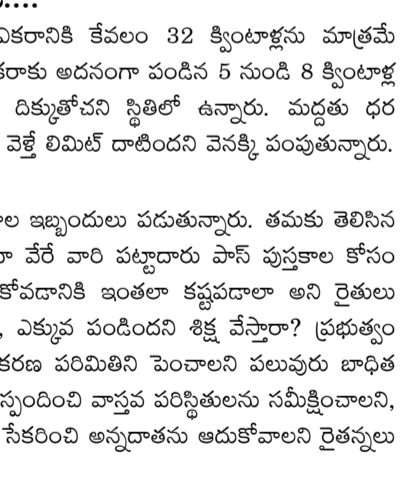 ఎకరానికి కేవలం 32 క్వింటాళ్లను మాత్రమే
కరాకు అదనంగా పండిన 5 నుండి 8 క్వింటాళ్ల
దిక్కుతోచని స్థితిలో ఉన్నారు. మద్దతు ధర
వెళ్తే లిమిట్ దాటిందని వెనక్కి పంపుతున్నారు.
ల ఇబ్బందులు పడుతున్నారు. తమకు తెలిసిన
వేరే వారి పట్టాదారు పాస్ పుస్తకాల కోసం
కోవడానికి ఇంతలా కష్టపడాలా అని రైతులు
, ఎక్కువ పండిందని శిక్ష వేస్తారా? ప్రభుత్వం
కరణ పరిమితిని పెంచాలని పలువురు బాధిత
స్పందించి వాస్తవ పరిస్థితులను సమీక్షించాలని,
సేకరించి అన్నదాతను ఆదుకోవాలని రైతన్నలు